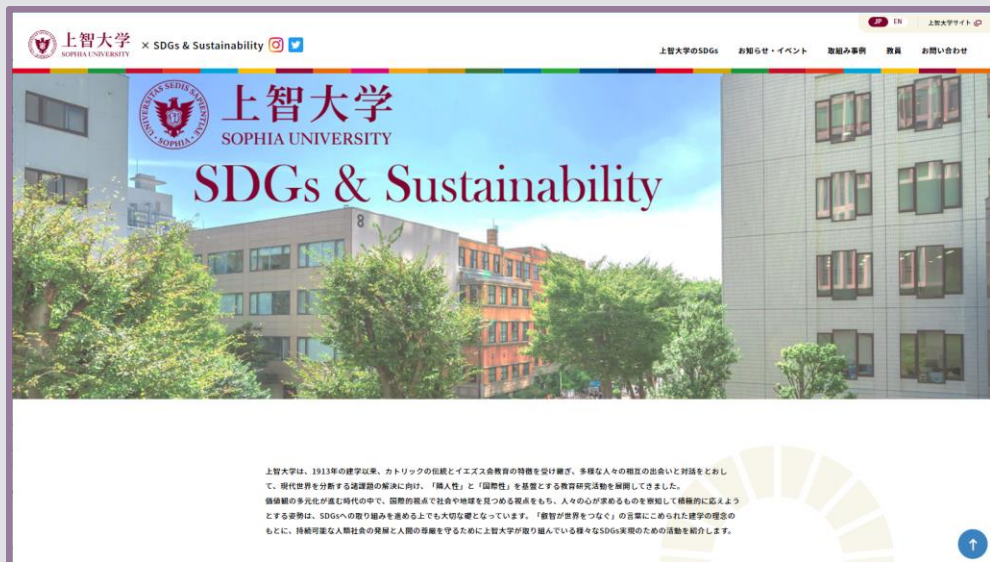 JP EN 上智大学サイト
上智大学
SOPHIA UNIVERSITY
× SDGs & Sustainability
上智大学のSDGs お知らせ・イベント 取組み事例 教員 お問い合わせ
UNIVERSITAS SEDIS SAPIENTIAE
SOPHIA
上智大学
SOPHIA UNIVERSITY
SDGs & Sustainability
8
上智大学は、1913年の建学以来、カトリックの伝統とイエズス会教育の特徴を受け継ぎ、多様な人々の相互の出会いと対話をとおし
て、現代世界を分断する諸課題の解決に向け、「隣人性」と「国際性」を基盤とする教育研究活動を展開してきました。
価値観の多元化が進む時代の中で、国際的視点で社会や地球を見つめる視点をもち、人々の心が求めるものを察知して積極的に応えよう
とする姿勢は、SDGsへの取り組みを進める上でも大切な礎となっています。「叡智が世界をつなぐ」の言葉にこめられた建学の理念の
もとに、持続可能な人類社会の発展と人間の尊厳を守るために上智大学が取り組んでいる様々なSDGs実現のための活動を紹介します。